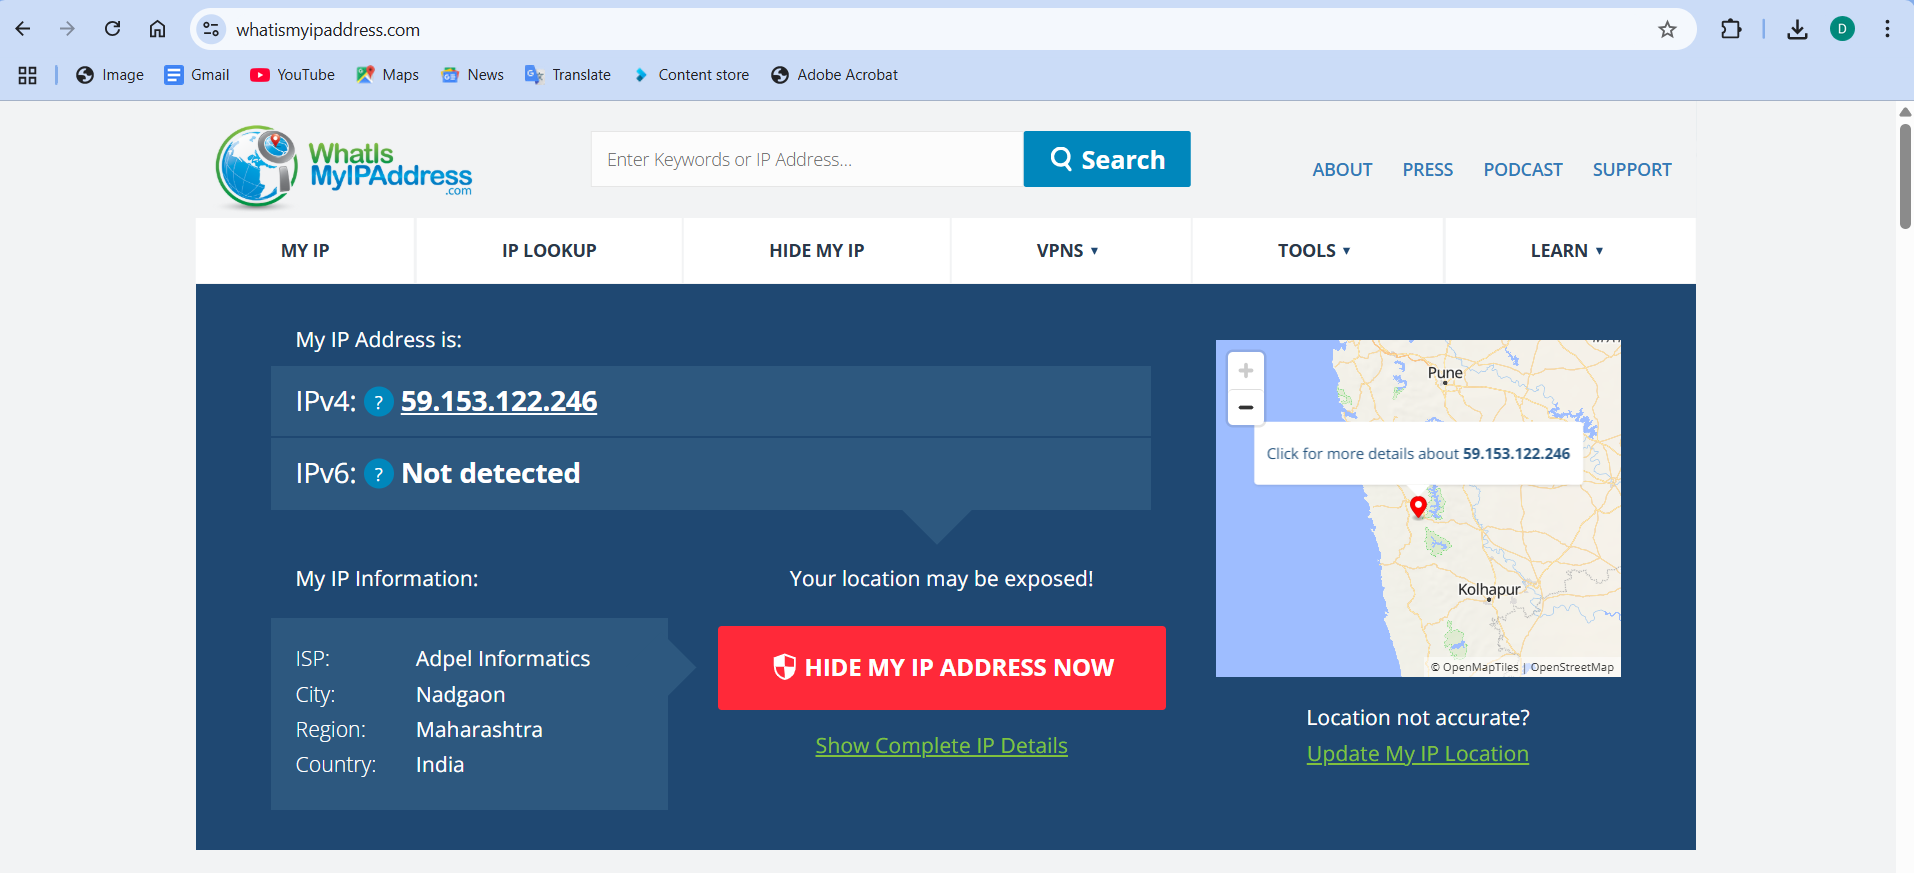 whatismyipaddress.com
D
Image
Gmail
YouTube
Maps
News
Translate
Content store
Adobe Acrobat
WhatIs
MyIPAddress
.com
Enter Keywords or IP Address...
Search
ABOUT
PRESS
PODCAST
SUPPORT
MY IP
IP LOOKUP
HIDE MY IP
VPNS ▾
TOOLS ▾
LEARN ▾
My IP Address is:
IPv4: ? 59.153.122.246
IPv6: ? Not detected
My IP Information:
ISP: Adpel Informatics
City: Nadgaon
Region: Maharashtra
Country: India
Your location may be exposed!
HIDE MY IP ADDRESS NOW
Show Complete IP Details
+
−
Pune
Click for more details about 59.153.122.246
Kolhapur
© OpenMapTiles | OpenStreetMap
Location not accurate?
Update My IP Location